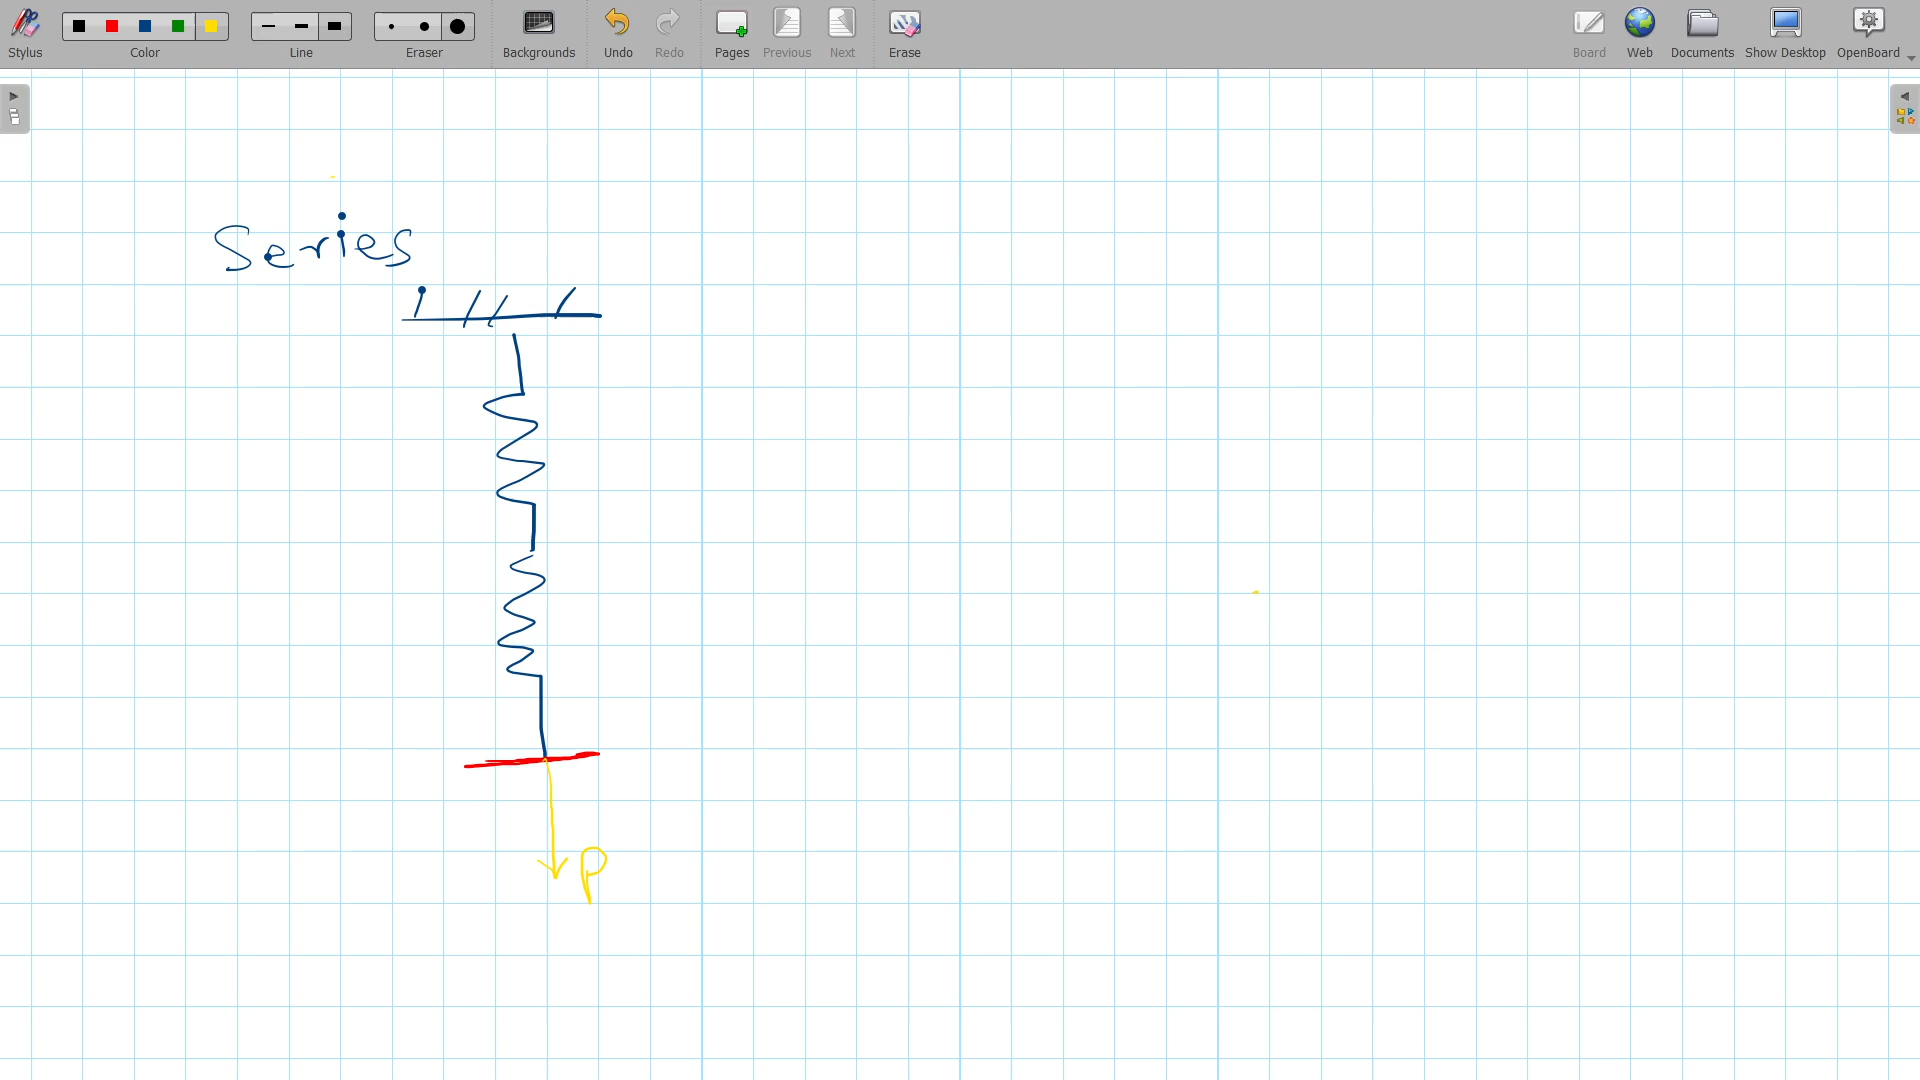 Stylus
Color
Line
Eraser
Backgrounds
Undo
Redo
Pages
Previous
Next
Erase
Board
Web
Documents
Show Desktop
OpenBoard
Series
P